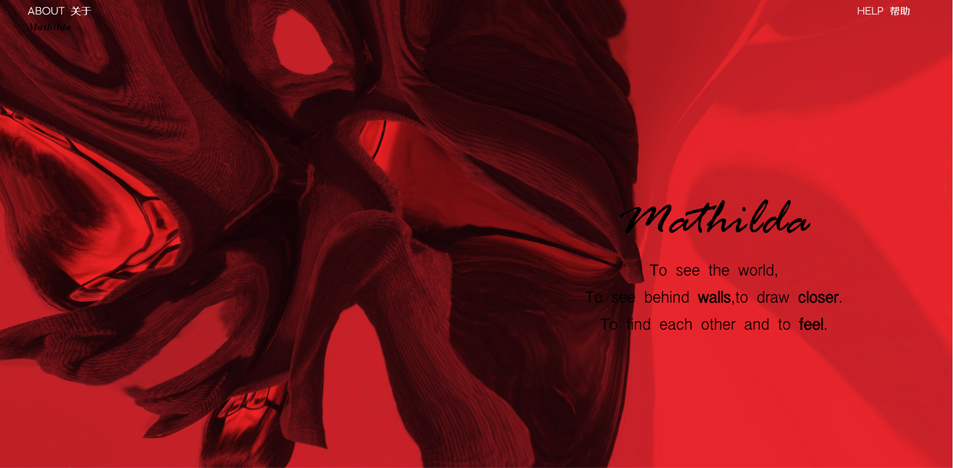 ABOUT 关于
HELP 帮助
Mathilda
Mathilda
To see the world,
To see behind walls,to draw closer.
To find each other and to feel.